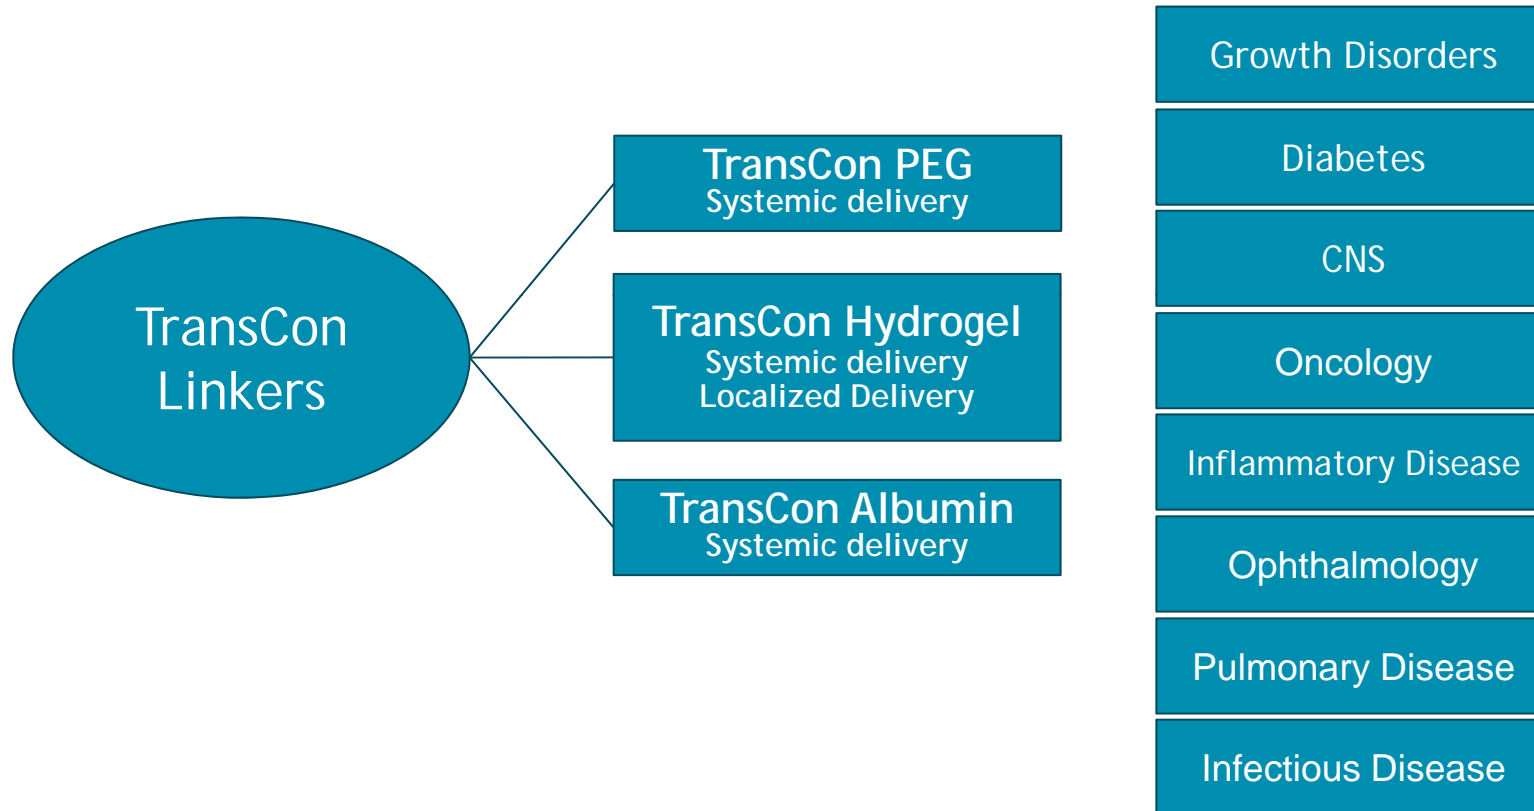 TransCon
Linkers
TransCon PEG
Systemic delivery
TransCon Hydrogel
Systemic delivery
Localized Delivery
TransCon Albumin
Systemic delivery
Growth Disorders
Diabetes
CNS
Oncology
Inflammatory Disease
Ophthalmology
Pulmonary Disease
Infectious Disease